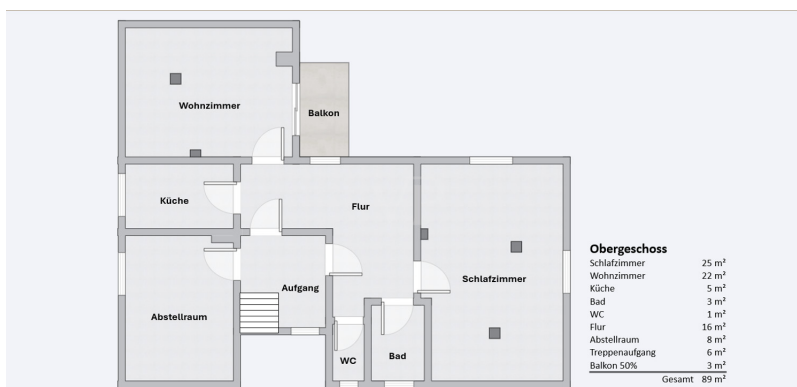 Wohnzimmer
Balkon
Küche
Flur
Aufgang
Schlafzimmer
Abstellraum
WC
Bad
Obergeschoss
Schlafzimmer 25 m²
Wohnzimmer 22 m²
Küche 5 m²
Bad 3 m²
WC 1 m²
Flur 16 m²
Abstellraum 8 m²
Treppenaufgang 6 m²
Balkon 50% 3 m²
Gesamt 89 m²